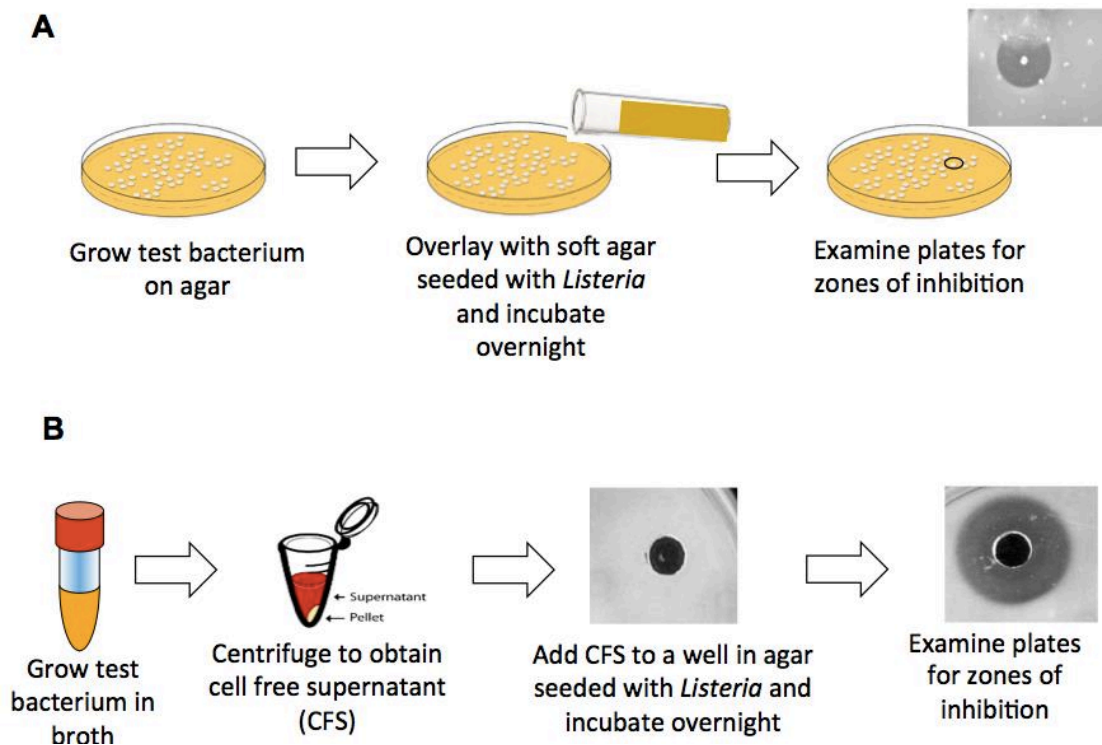 A
Grow test bacterium
on agar
Overlay with soft agar
seeded with Listeria
and incubate
overnight
Examine plates for
zones of inhibition
B
Grow test
bacterium in
broth
Supernatant
Pellet
Centrifuge to obtain
cell free supernatant
(CFS)
Add CFS to a well in agar
seeded with Listeria and
incubate overnight
Examine plates
for zones of
inhibition